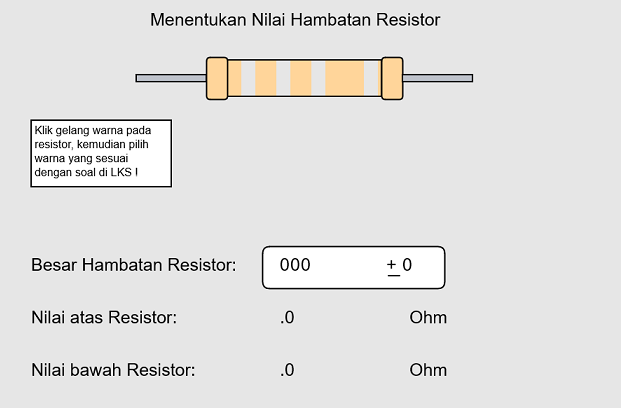 Menentukan Nilai Hambatan Resistor
Klik gelang warna pada
resistor, kemudian pilih
warna yang sesuai
dengan soal di LKS !
Besar Hambatan Resistor: 000 ± 0
Nilai atas Resistor: .0 Ohm
Nilai bawah Resistor: .0 Ohm